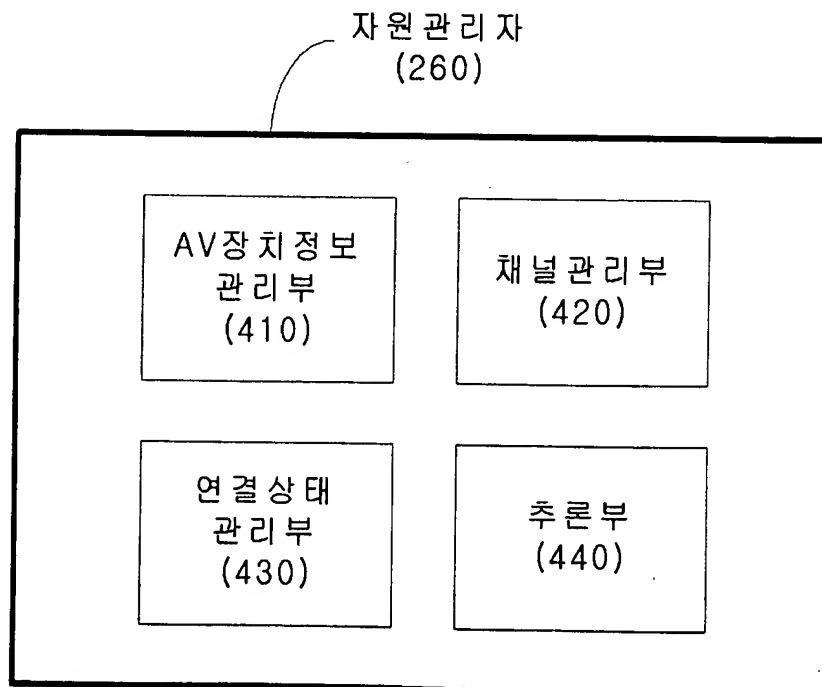 자원관리자
(260)
AV장치정보
관리부
(410)
채널관리부
(420)
연결상태
관리부
(430)
추론부
(440)